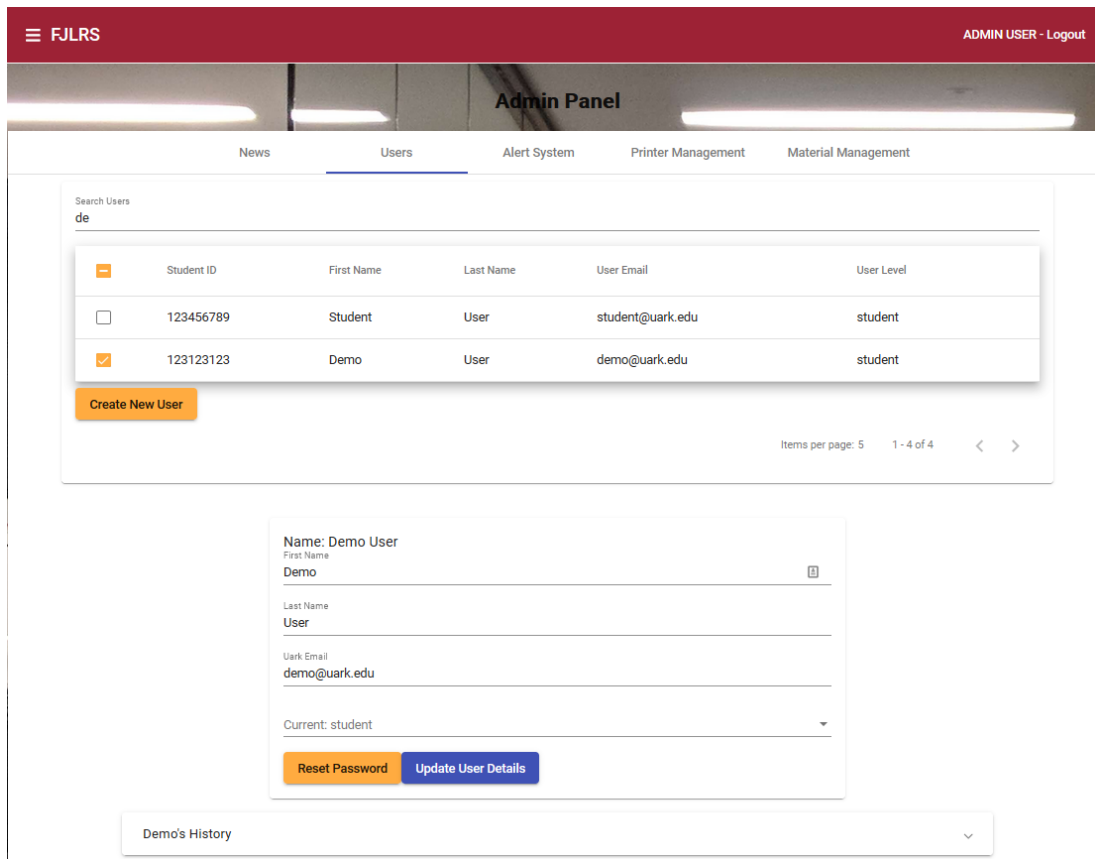 FJLRS ADMIN USER - Logout
Admin Panel
News Users Alert System Printer Management Material Management
Search Users
de
Student ID First Name Last Name User Email User Level
123456789 Student User student@uark.edu student
123123123 Demo User demo@uark.edu student
Create New User
Items per page: 5 1 - 4 of 4
Name: Demo User
First Name
Demo
Last Name
User
Uark Email
demo@uark.edu
Current: student
Reset Password Update User Details
Demo's History